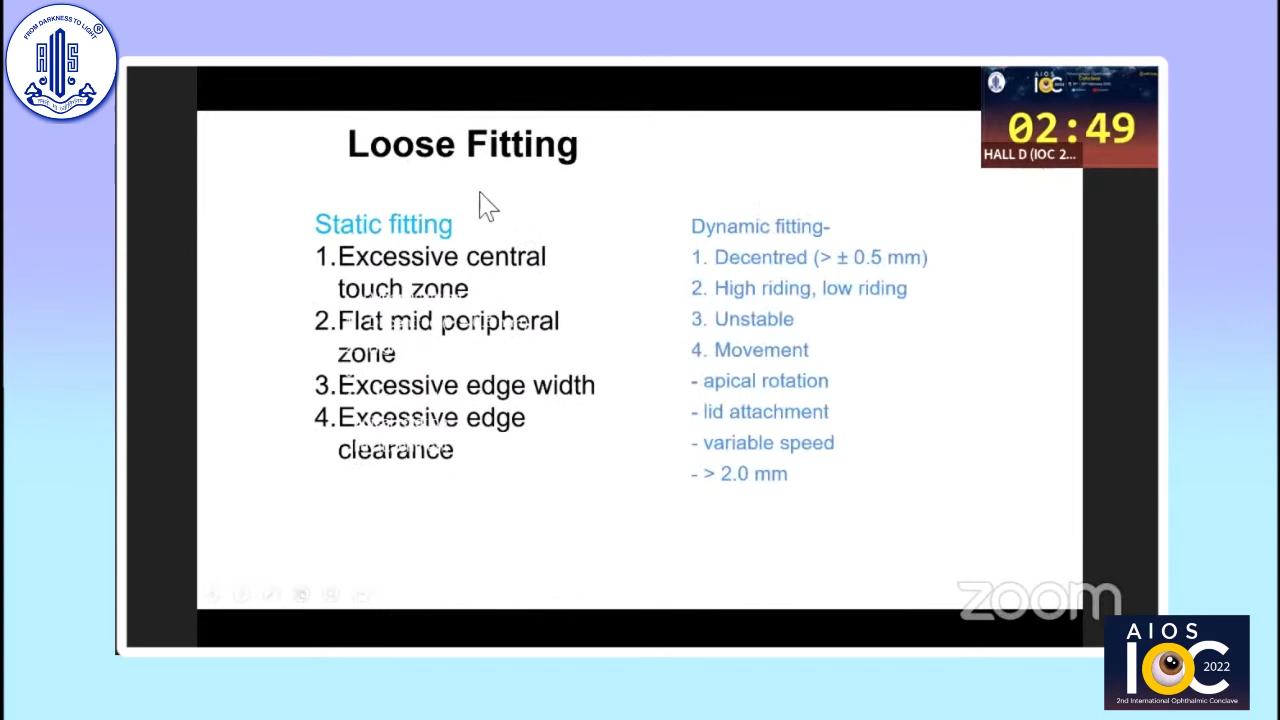 FROM DARKNESS TO LIGHT
®
AIOS
AIOS
IOC
02:49
HALL D (IOC 2...
Loose Fitting
Static fitting
1.Excessive central
touch zone
2.Flat mid peripheral
zone
3.Excessive edge width
4.Excessive edge
clearance
Dynamic fitting-
1. Decentred (> ± 0.5 mm)
2. High riding, low riding
3. Unstable
4. Movement
- apical rotation
- lid attachment
- variable speed
- > 2.0 mm
zoom
AIOS
IOC
2022
2nd International Ophthalmic Conclave